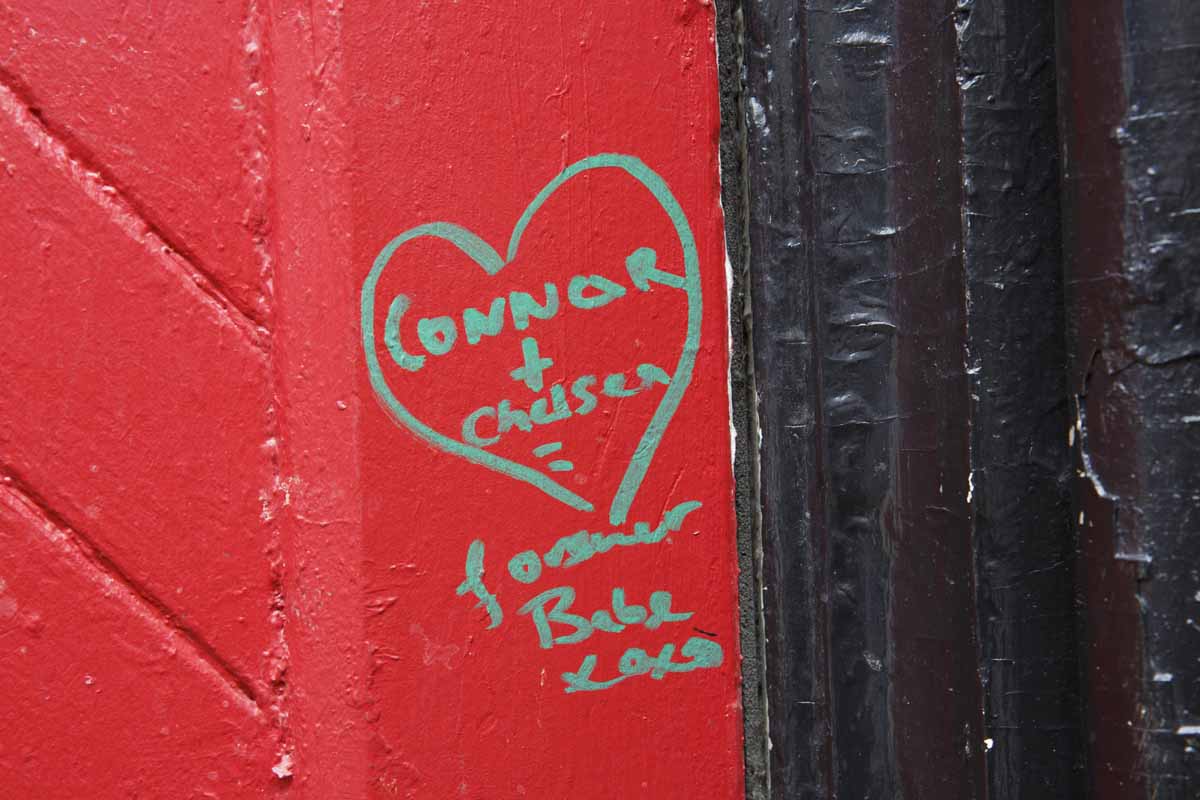 CONNOR
+
Chelsea
=
forever
Babe
xoxo